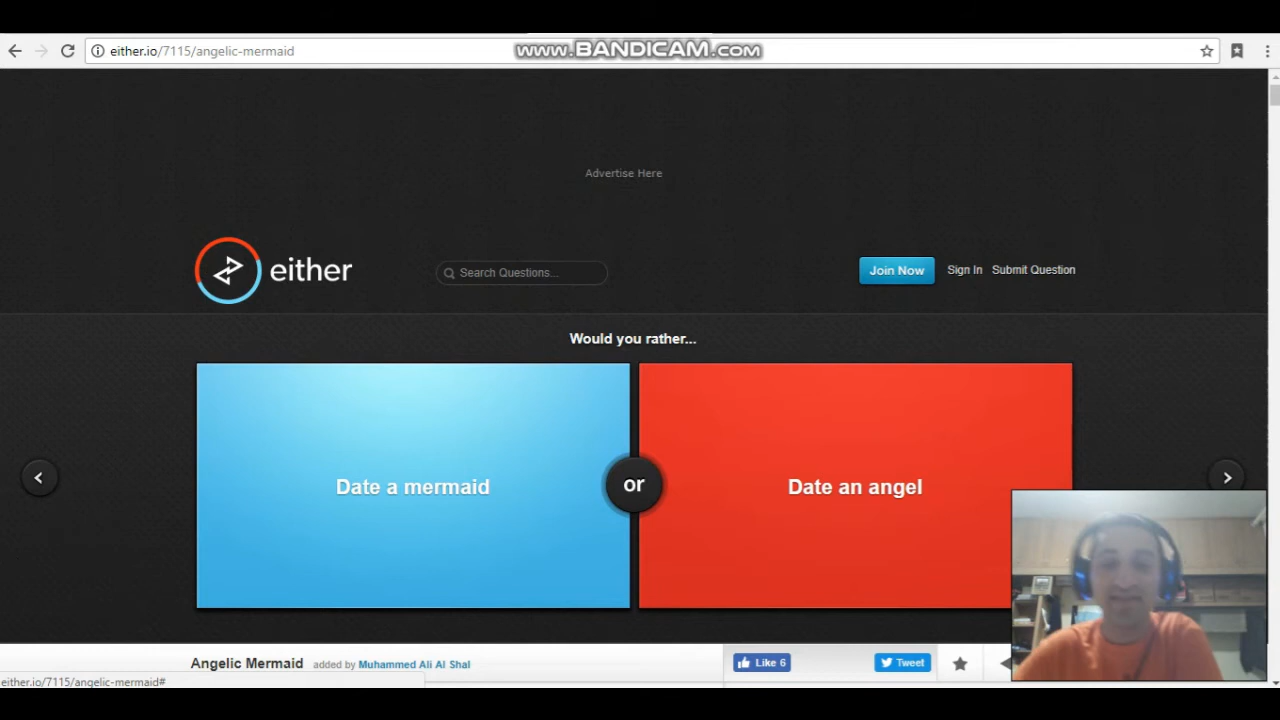 either.io/7115/angelic-mermaid
www.BANDICAM.com
Advertise Here
either
Search Questions...
Join Now
Sign In
Submit Question
Would you rather...
Date a mermaid
or
Date an angel
Angelic Mermaid added by Muhammed Ali Al Shal
Like 6
Tweet
either.io/7115/angelic-mermaid#